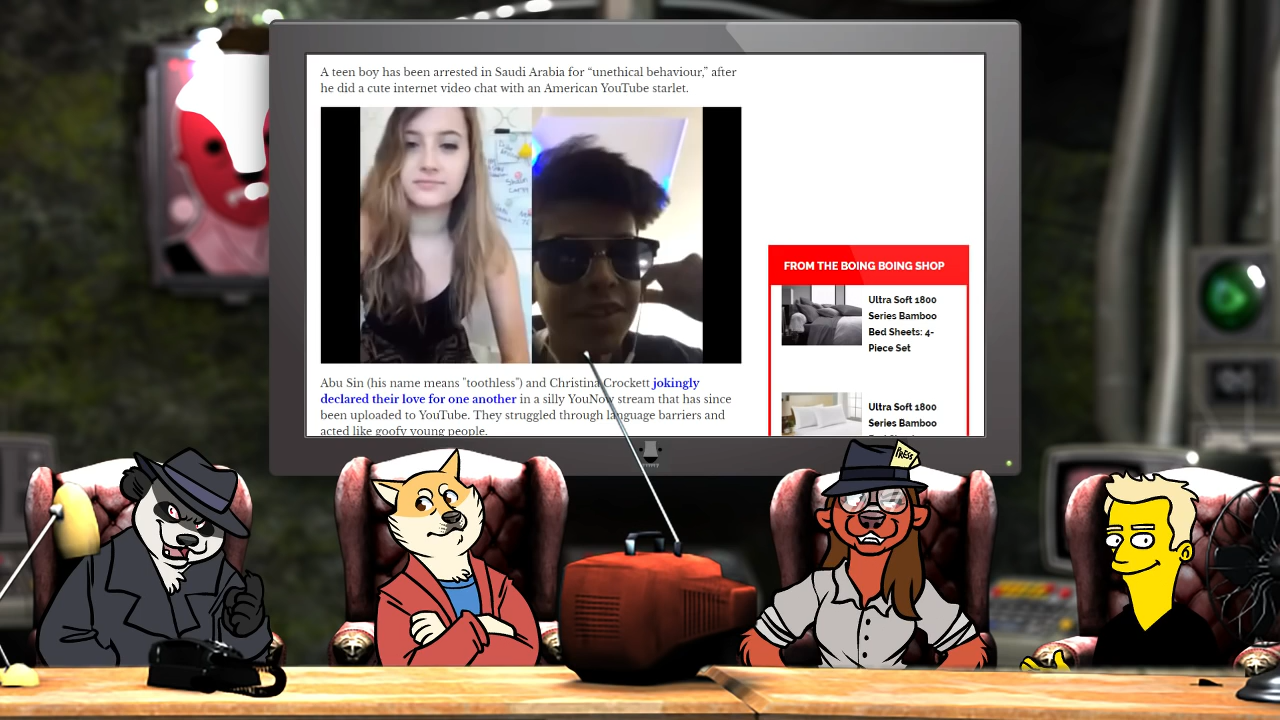 A teen boy has been arrested in Saudi Arabia for “unethical behaviour,” after
he did a cute internet video chat with an American YouTube starlet.
FROM THE BOING BOING SHOP
Ultra Soft 1800
Series Bamboo
Bed Sheets: 4-
Piece Set
Ultra Soft 1800
Series Bamboo
Abu Sin (his name means "toothless") and Christina Crockett jokingly
declared their love for one another in a silly YouNow stream that has since
been uploaded to YouTube. They struggled through language barriers and
acted like goofy young people.
PRESS